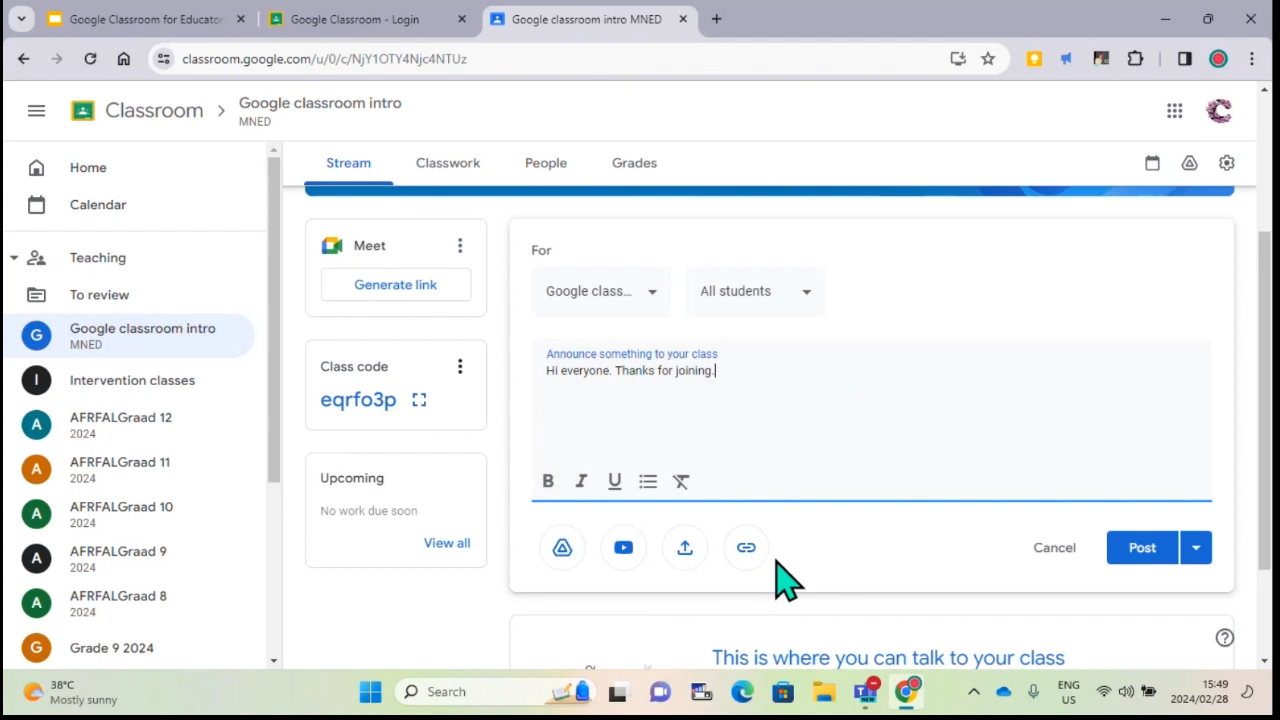 Google Classroom for Educator
Google Classroom - Login
Google classroom intro MNED
classroom.google.com/u/0/c/NjY1OTY4Njc4NTUz
Classroom
Google classroom intro
MNED
Home
Calendar
Teaching
To review
G
Google classroom intro
MNED
I
Intervention classes
A
AFRFALGraad 12
2024
A
AFRFALGraad 11
2024
A
AFRFALGraad 10
2024
A
AFRFALGraad 9
2024
A
AFRFALGraad 8
2024
G
Grade 9 2024
Stream
Classwork
People
Grades
Meet
Generate link
Class code
eqrfo3p
Upcoming
No work due soon
View all
For
Google class...
All students
Announce something to your class
Hi everyone. Thanks for joining.
B I U
Cancel
Post
This is where you can talk to your class
38°C
Mostly sunny
Search
NEW
ENG
US
15:49
2024/02/28